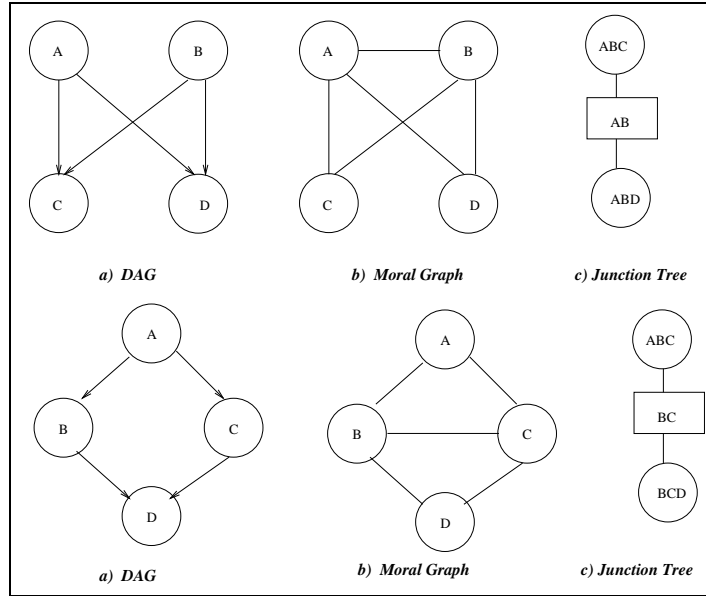 A
B
A
B
ABC
AB
C
D
C
D
ABD
a) DAG
b) Moral Graph
c) Junction Tree
A
A
ABC
B
C
B
C
BC
D
D
BCD
a) DAG
b) Moral Graph
c) Junction Tree